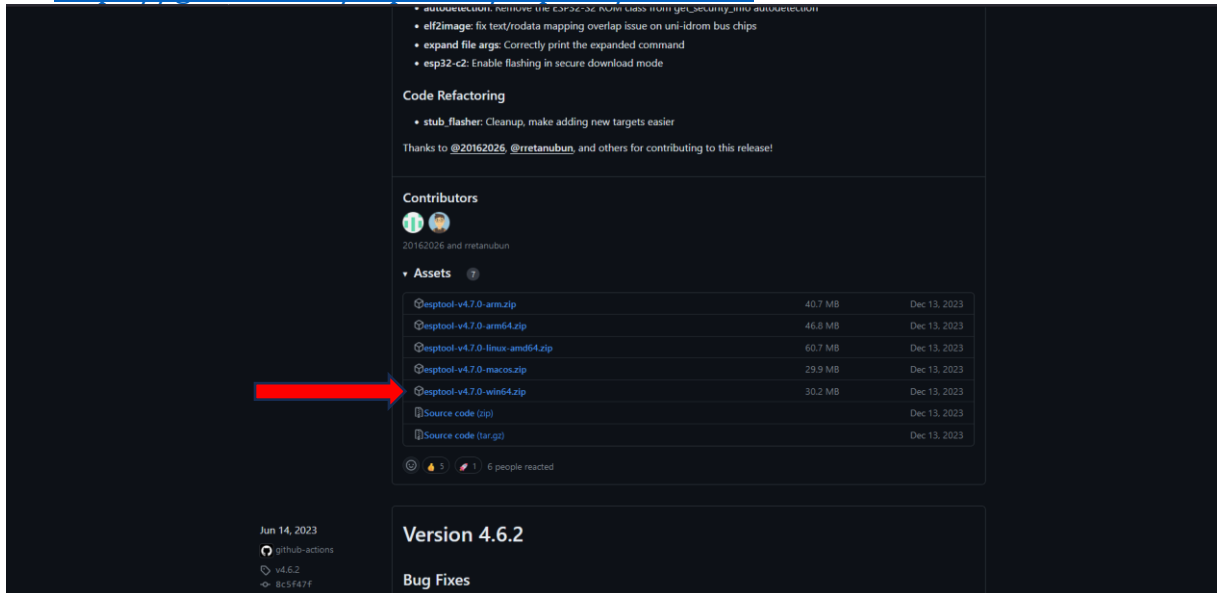 • autodetection: Remove the ESP32-S2 ROM class from get_security_info autodetection
• elf2image: fix text/rodata mapping overlap issue on uni-idrom bus chips
• expand file args: Correctly print the expanded command
• esp32-c2: Enable flashing in secure download mode
Code Refactoring
• stub_flasher: Cleanup, make adding new targets easier
Thanks to @20162026, @rretanubun, and others for contributing to this release!
Contributors
20162026 and rretanubun
Assets ?
esptool-v4.7.0-arm.zip 40.7 MB Dec 13, 2023
esptool-v4.7.0-arm64.zip 46.8 MB Dec 13, 2023
esptool-v4.7.0-linux-amd64.zip 60.7 MB Dec 13, 2023
esptool-v4.7.0-macos.zip 29.9 MB Dec 13, 2023
esptool-v4.7.0-win64.zip 30.2 MB Dec 13, 2023
Source code (zip) Dec 13, 2023
Source code (tar.gz) Dec 13, 2023
5 1 6 people reacted
Jun 14, 2023
github-actions
v4.6.2
8c5f47f
Version 4.6.2
Bug Fixes